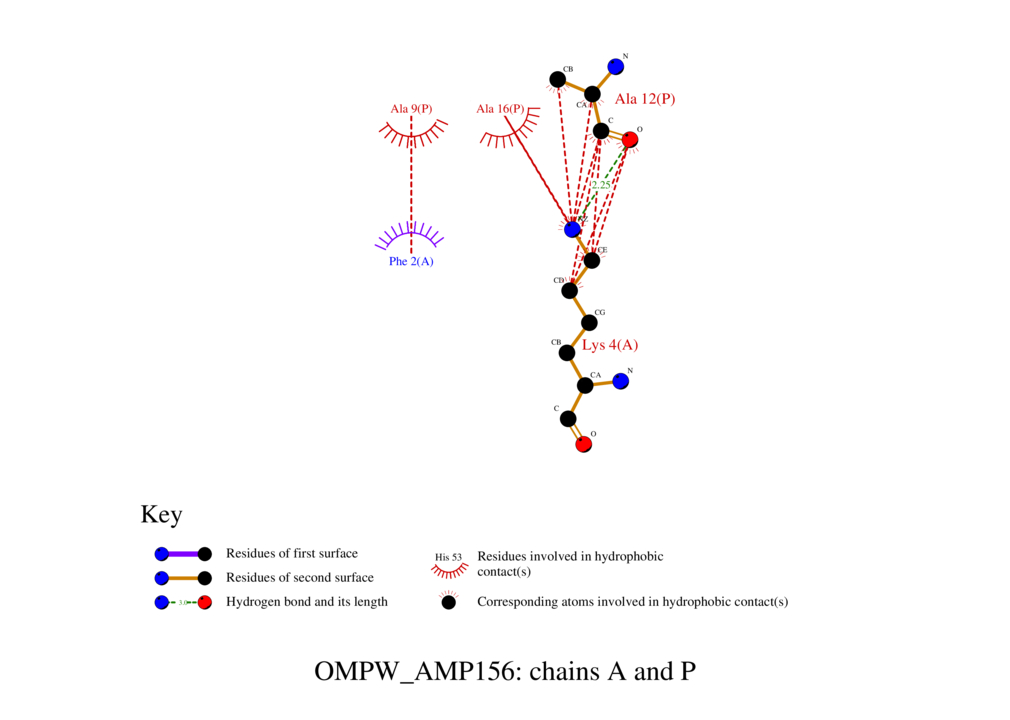 N
CB
Ala 12(P)
CA
Ala 9(P)
Ala 16(P)
C
O
2.25
CE
Phe 2(A)
CD
CG
CB
Lys 4(A)
CA
N
C
O
Key
Residues of first surface
His 53
Residues involved in hydrophobic
contact(s)
Residues of second surface
3.0
Hydrogen bond and its length
Corresponding atoms involved in hydrophobic contact(s)
OMPW_AMP156: chains A and P